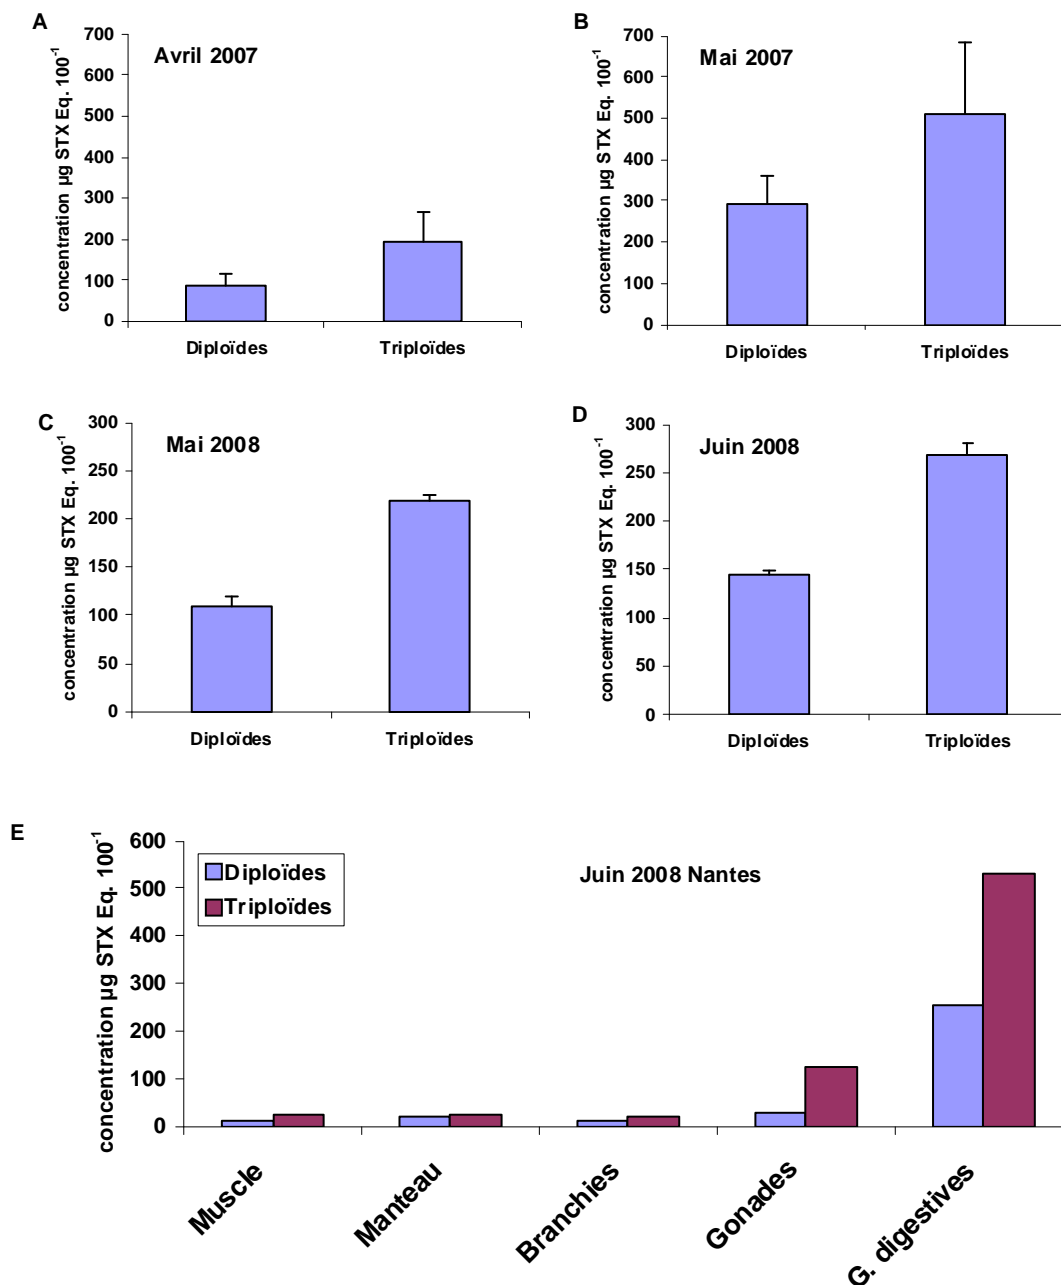 A
Avril 2007
concentration µg STX Eq. 100-1
700
600
500
400
300
200
100
0
Diploïdes
Triploïdes
B
Mai 2007
concentration µg STX Eq. 100-1
700
600
500
400
300
200
100
0
Diploïdes
Triploïdes
C
Mai 2008
concentration µg STX Eq. 100-1
300
250
200
150
100
50
0
Diploïdes
Triploïdes
D
Juin 2008
concentration µg STX Eq. 100-1
300
250
200
150
100
50
0
Diploïdes
Triploïdes
E
Juin 2008 Nantes
concentration µg STX Eq. 100-1
600
500
400
300
200
100
0
Diploïdes
Triploïdes
Muscle
Manteau
Branchies
Gonades
G. digestives